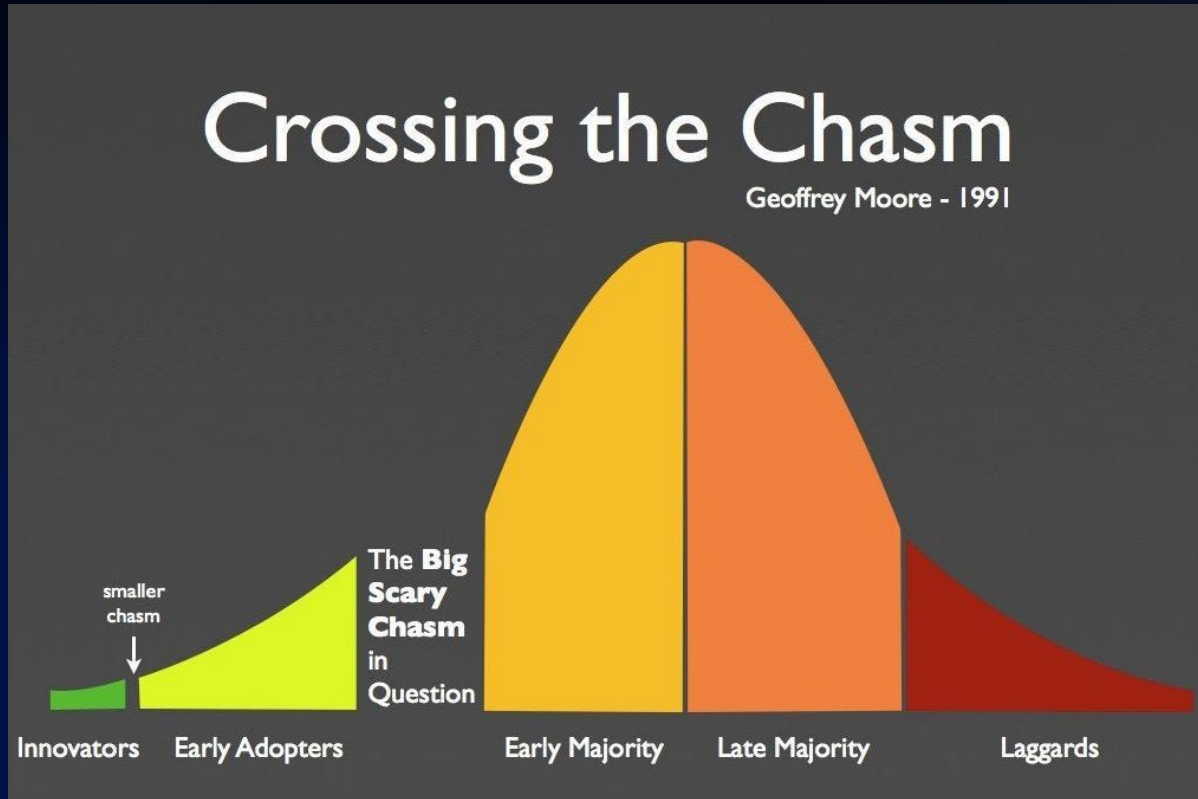 Crossing the Chasm
Geoffrey Moore - 1991
smaller
chasm
The Big
Scary
Chasm
in
Question
Innovators
Early Adopters
Early Majority
Late Majority
Laggards